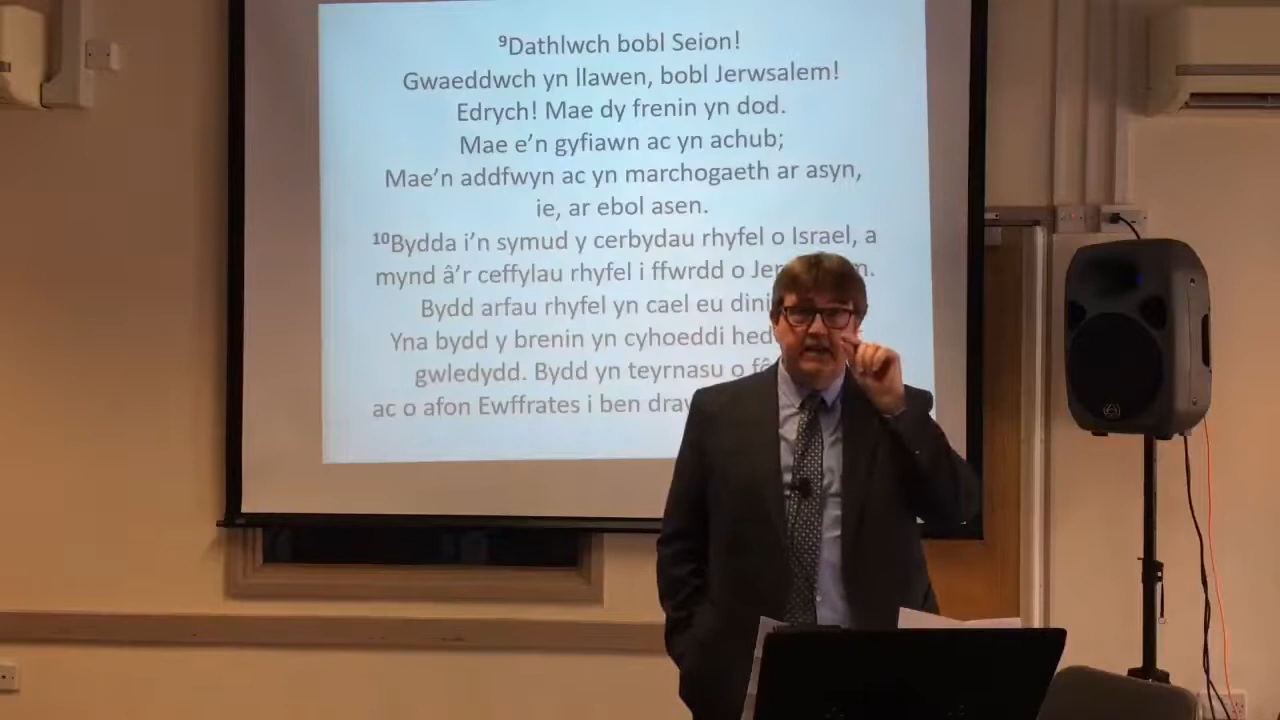 ⁹Dathlwch bobl Seion!
Gwaeddwch yn llawen, bobl Jerwsalem!
Edrych! Mae dy frenin yn dod.
Mae e'n gyfiawn ac yn achub;
Mae'n addfwyn ac yn marchogaeth ar asyn,
ie, ar ebol asen.
¹⁰Bydda i'n symud y cerbydau rhyfel o Israel, a
mynd â'r ceffylau rhyfel i ffwrdd o
Bydd arfau rhyfel yn cael eu
Yna bydd y brenin yn cyhoeddi
gwledydd. Bydd yn teyrnasu o
ac o afon Ewffrates i ben